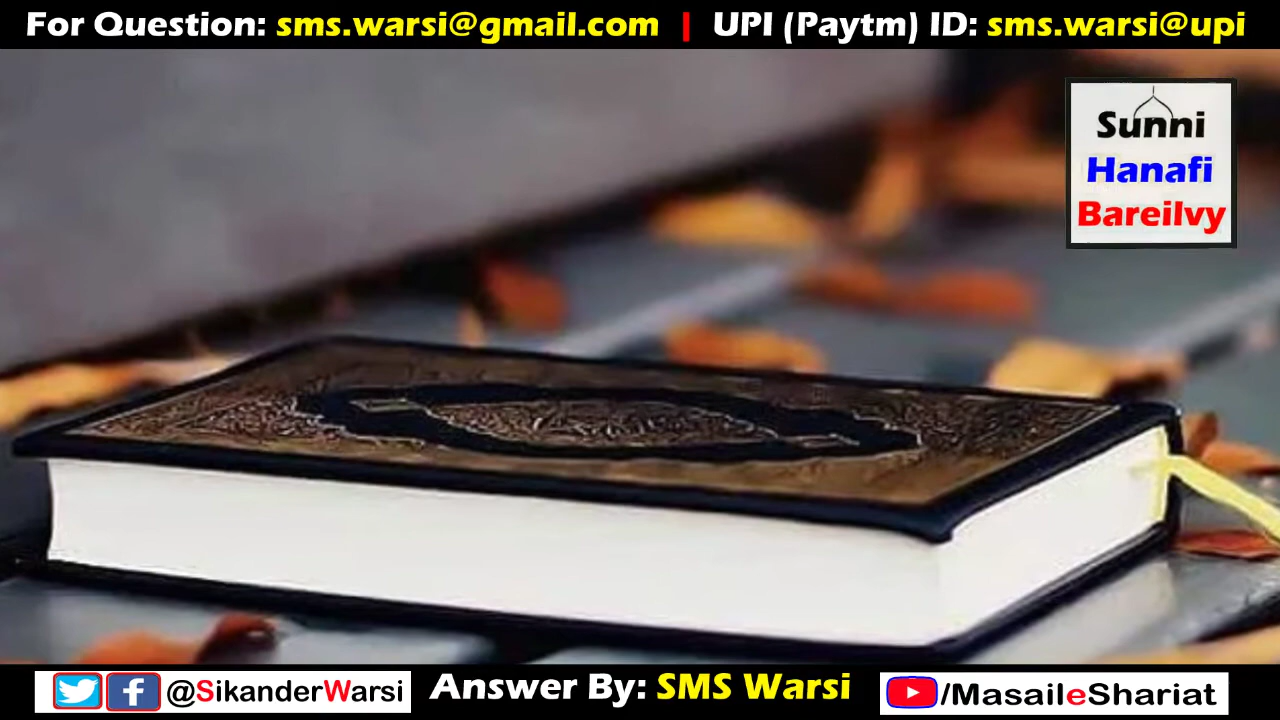 For Question: sms.warsi@gmail.com | UPI (Paytm) ID: sms.warsi@upi
Sunni
Hanafi
Bareilvy
@SikanderWarsi Answer By: SMS Warsi /MasaileShariat